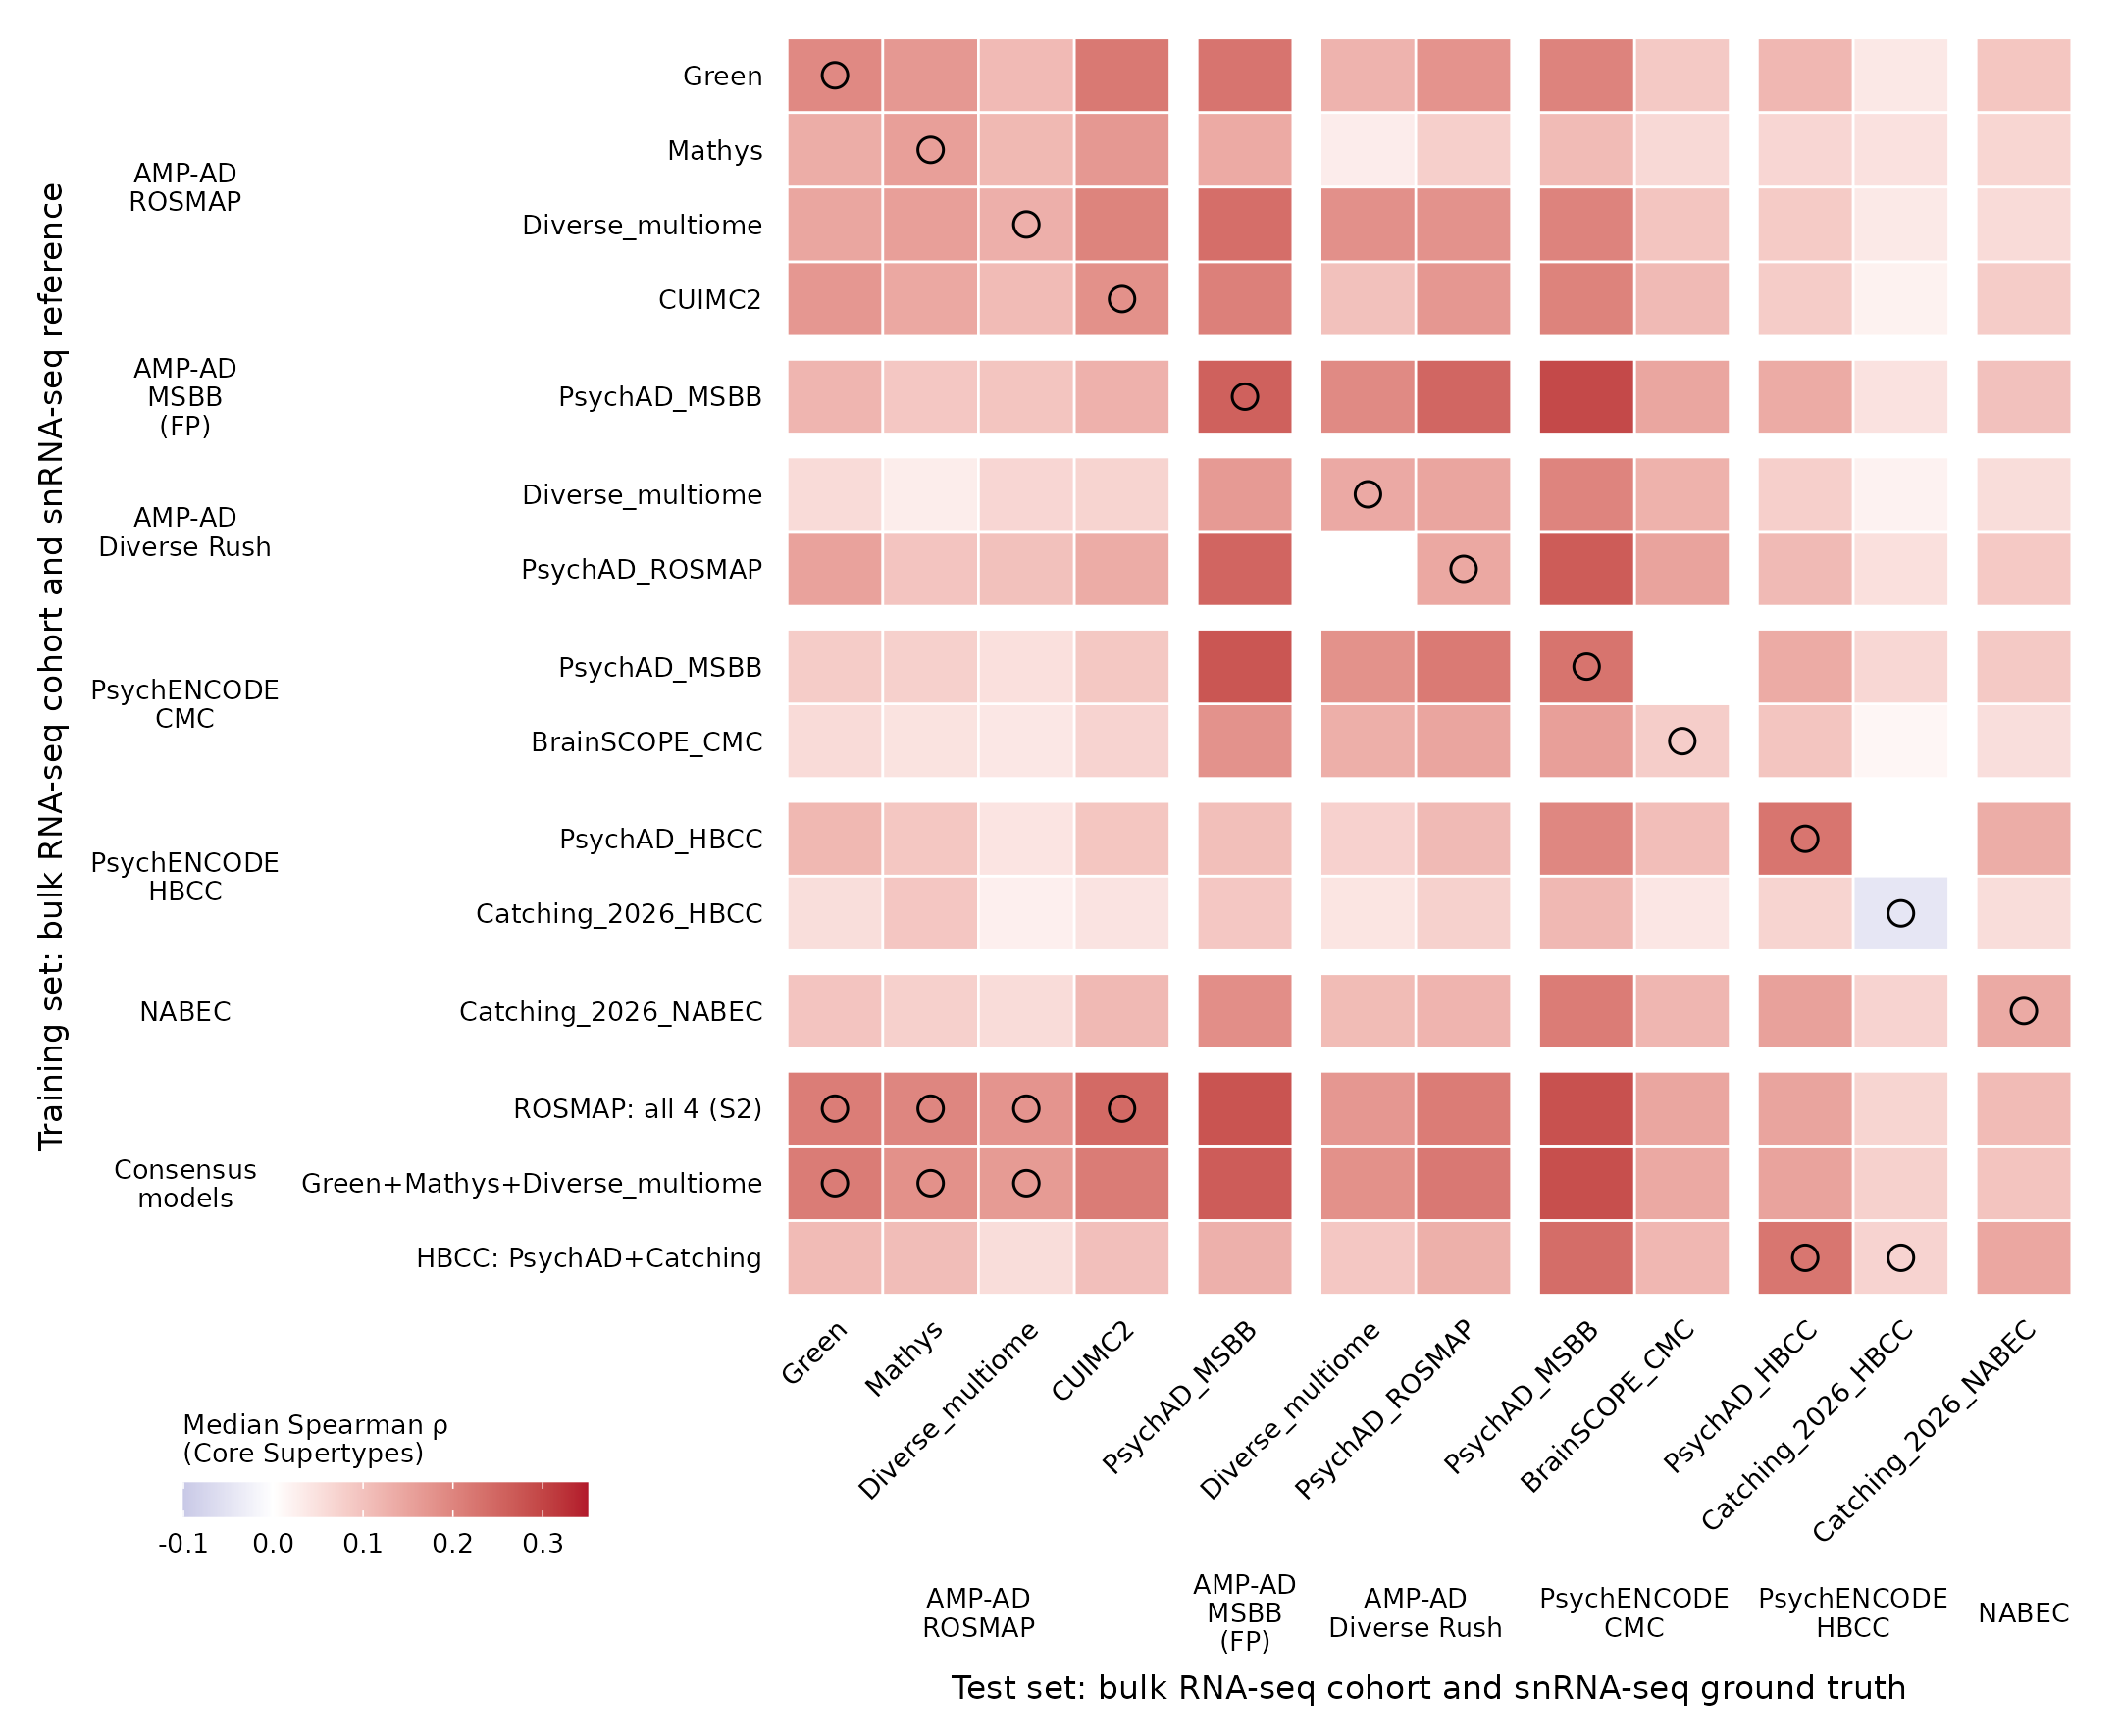 Training set: bulk RNA-seq cohort and snRNA-seq reference
AMP-AD
ROSMAP
Green
Mathys
Diverse_multiome
CUIMC2
AMP-AD
MSBB
(FP)
PsychAD_MSBB
AMP-AD
Diverse Rush
Diverse_multiome
PsychAD_ROSMAP
PsychENCODE
CMC
PsychAD_MSBB
BrainSCOPE_CMC
PsychENCODE
HBCC
PsychAD_HBCC
Catching_2026_HBCC
NABEC
Catching_2026_NABEC
Consensus
models
ROSMAP: all 4 (S2)
Green+Mathys+Diverse_multiome
HBCC: PsychAD+Catching
Green
Mathys
Diverse_multiome
CUIMC2
PsychAD_MSBB
Diverse_multiome
PsychAD_ROSMAP
PsychAD_MSBB
BrainSCOPE_CMC
PsychAD_HBCC
Catching_2026_HBCC
Catching_2026_NABEC
AMP-AD
ROSMAP
AMP-AD
MSBB
(FP)
AMP-AD
Diverse Rush
PsychENCODE
CMC
PsychENCODE
HBCC
NABEC
Test set: bulk RNA-seq cohort and snRNA-seq ground truth
Median Spearman ρ
(Core Supertypes)
-0.1 0.0 0.1 0.2 0.3